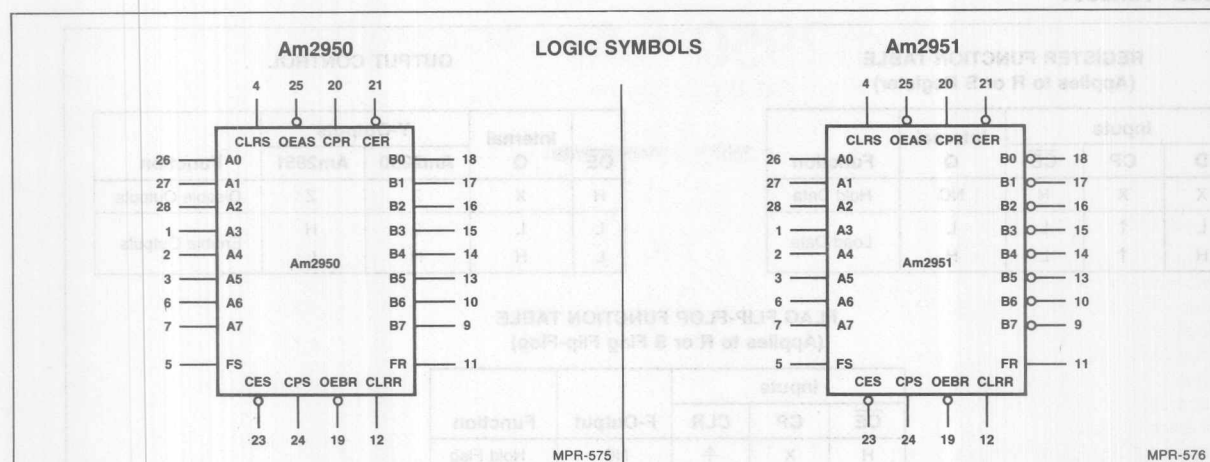 LOGIC SYMBOLS
Am2950
4 25 20 21
CLRS OEAS CPR CER
26 A0 B0 18
27 A1 B1 17
28 A2 B2 16
1 A3 B3 15
2 A4 B4 14
Am2950
3 A5 B5 13
6 A6 B6 10
7 A7 B7 9
5 FS FR 11
CES CPS OEBR CLRR
23 24 19 12
MPR-575
Am2951
4 25 20 21
CLRS OEAS CPR CER
26 A0 B0 18
27 A1 B1 17
28 A2 B2 16
1 A3 B3 15
2 A4 B4 14
Am2951
3 A5 B5 13
6 A6 B6 10
7 A7 B7 9
5 FS FR 11
CES CPS OEBR CLRR
23 24 19 12
MPR-576